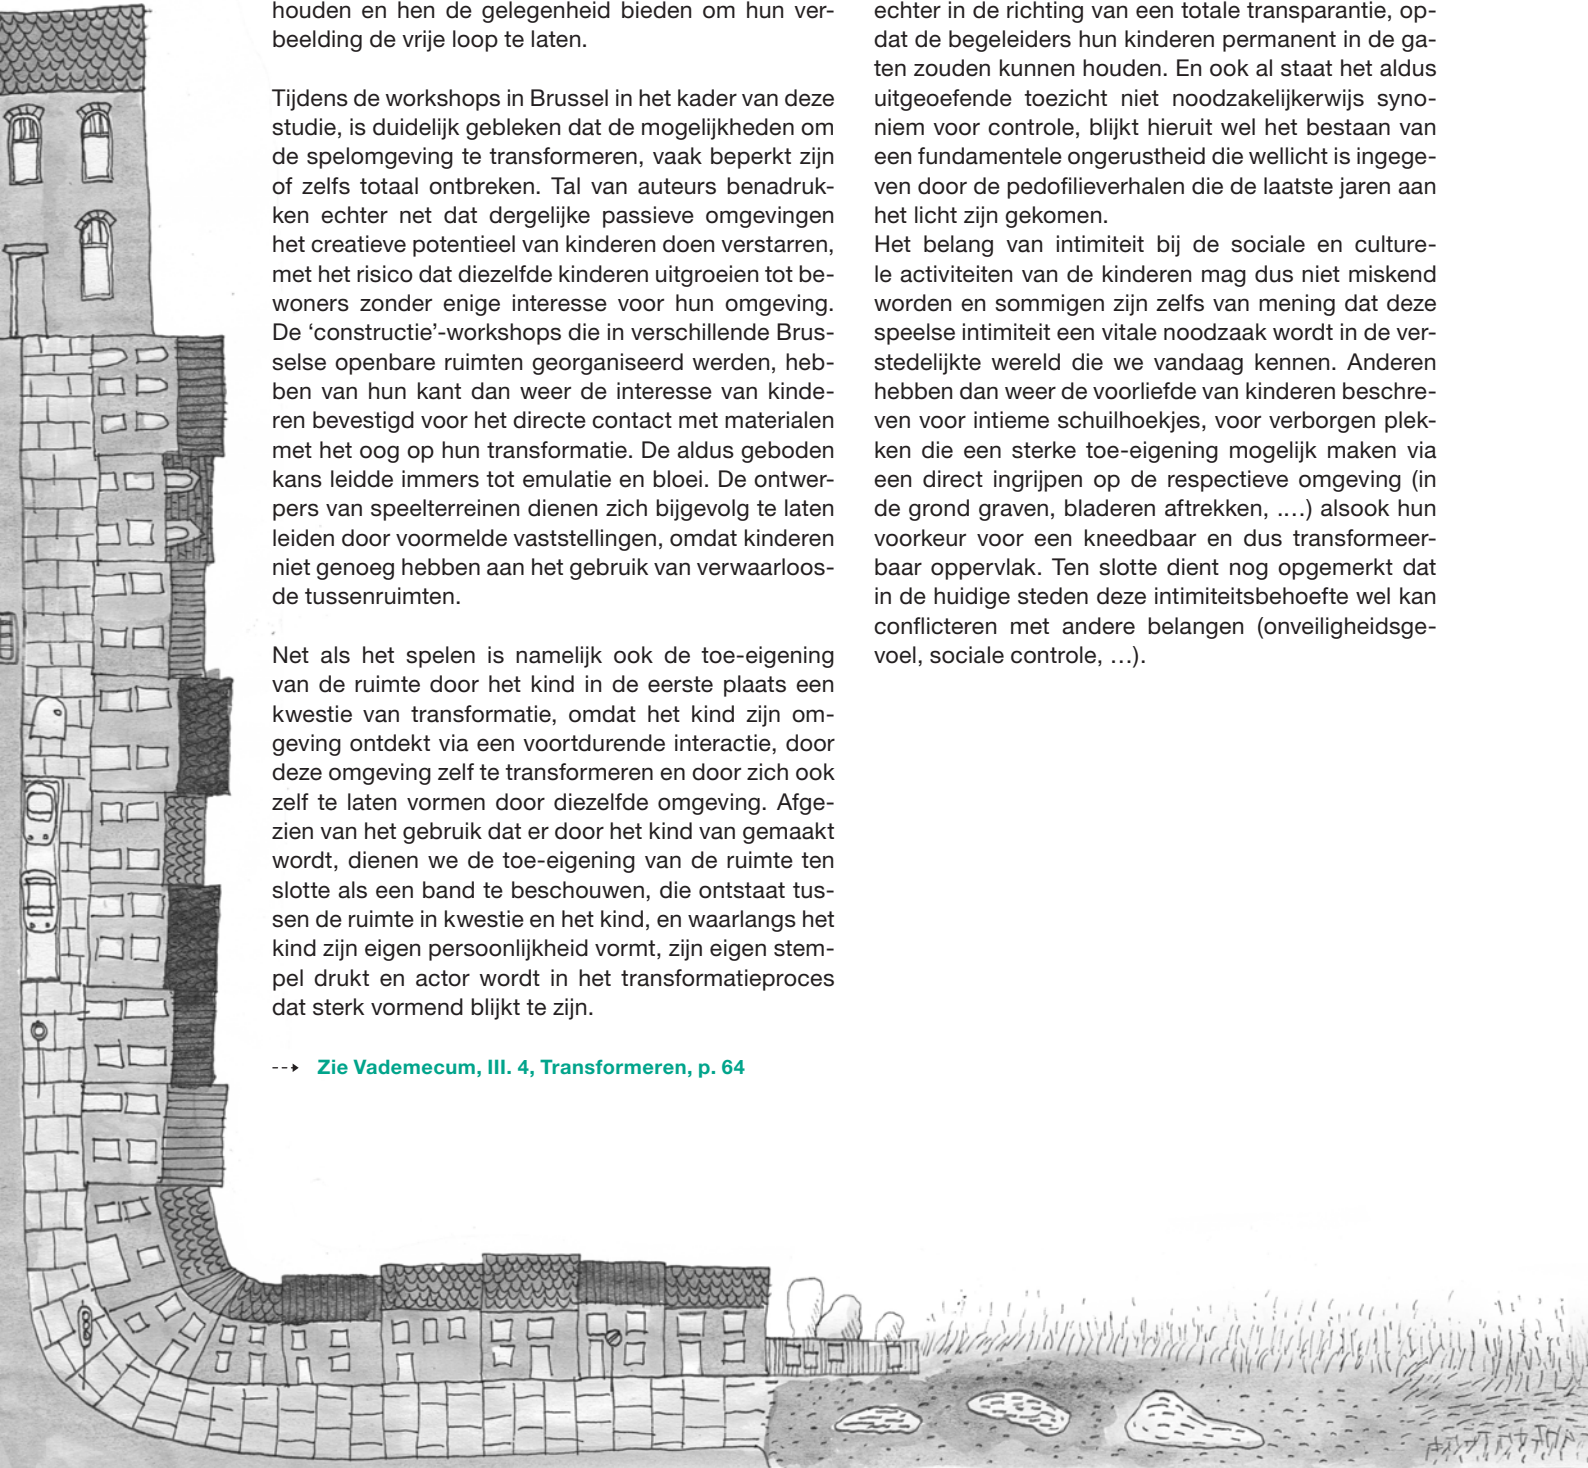 houden en hen de gelegenheid bieden om hun ver-
beelding de vrije loop te laten.
Tijdens de workshops in Brussel in het kader van deze
studie, is duidelijk gebleken dat de mogelijkheden om
de spelomgeving te transformeren, vaak beperkt zijn
of zelfs totaal ontbreken. Tal van auteurs benadruk-
ken echter net dat dergelijke passieve omgevingen
het creatieve potentieel van kinderen doen verstarren,
met het risico dat diezelfde kinderen uitgroeien tot be-
woners zonder enige interesse voor hun omgeving.
De ‘constructie’-workshops die in verschillende Brus-
selse openbare ruimten georganiseerd werden, heb-
ben van hun kant dan weer de interesse van kinde-
ren bevestigd voor het directe contact met materialen
met het oog op hun transformatie. De aldus geboden
kans leidde immers tot emulatie en bloei. De ontwer-
pers van speelterreinen dienen zich bijgevolg te laten
leiden door voormelde vaststellingen, omdat kinderen
niet genoeg hebben aan het gebruik van verwaarloos-
de tussenruimten.
Net als het spelen is namelijk ook de toe-eigening
van de ruimte door het kind in de eerste plaats een
kwestie van transformatie, omdat het kind zijn om-
geving ontdekt via een voortdurende interactie, door
deze omgeving zelf te transformeren en door zich ook
zelf te laten vormen door diezelfde omgeving. Afge-
zien van het gebruik dat er door het kind van gemaakt
wordt, dienen we de toe-eigening van de ruimte ten
slotte als een band te beschouwen, die ontstaat tus-
sen de ruimte in kwestie en het kind, en waarlangs het
kind zijn eigen persoonlijkheid vormt, zijn eigen stem-
pel drukt en actor wordt in het transformatieproces
dat sterk vormend blijkt te zijn.
Zie Vademecum, III. 4, Transformeren, p. 64
echter in de richting van een totale transparantie, op-
dat de begeleiders hun kinderen permanent in de ga-
ten zouden kunnen houden. En ook al staat het aldus
uitgeoefende toezicht niet noodzakelijkerwijs syno-
niem voor controle, blijkt hieruit wel het bestaan van
een fundamentele ongerustheid die wellicht is ingege-
ven door de pedofilieverhalen die de laatste jaren aan
het licht zijn gekomen.
Het belang van intimiteit bij de sociale en culture-
le activiteiten van de kinderen mag dus niet miskend
worden en sommigen zijn zelfs van mening dat deze
speelse intimiteit een vitale noodzaak wordt in de ver-
stedelijkte wereld die we vandaag kennen. Anderen
hebben dan weer de voorliefde van kinderen beschre-
ven voor intieme schuilhoekjes, voor verborgen plek-
ken die een sterke toe-eigening mogelijk maken via
een direct ingrijpen op de respectieve omgeving (in
de grond graven, bladeren aftrekken, ….) alsook hun
voorkeur voor een kneedbaar en dus transformeer-
baar oppervlak. Ten slotte dient nog opgemerkt dat
in de huidige steden deze intimiteitsbehoefte wel kan
conflicteren met andere belangen (onveiligheidsge-
voel, sociale controle, …).